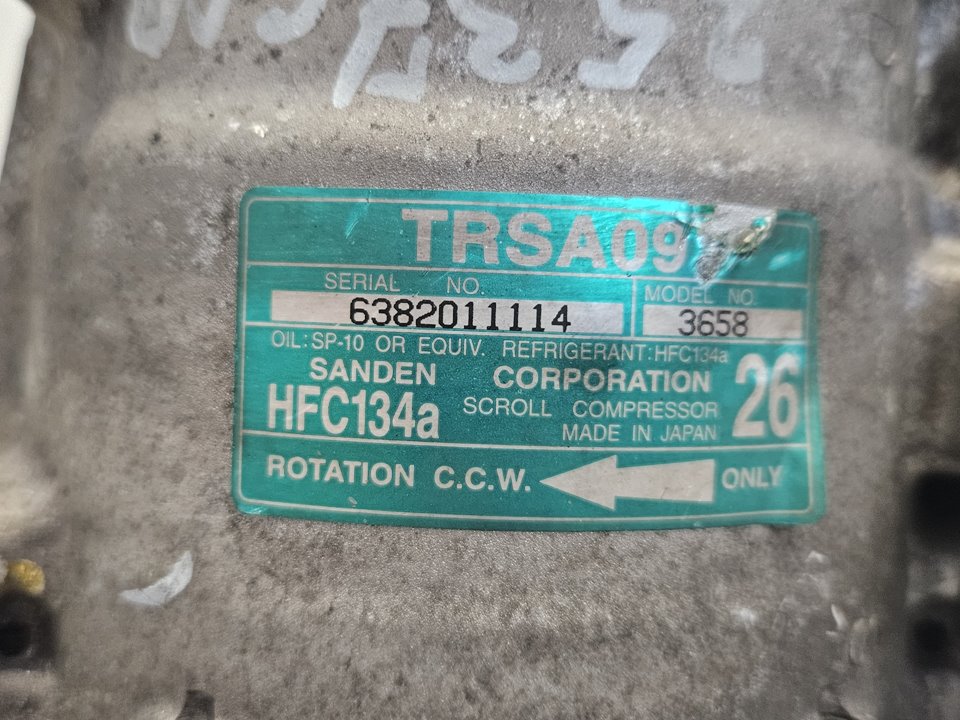 TRSA09
SERIAL NO.
6382011114
MODEL NO.
3658
OIL:SP-10 OR EQUIV. REFRIGERANT:HFC134a
SANDEN CORPORATION
HFC134a
SCROLL COMPRESSOR
MADE IN JAPAN
26
ROTATION C.C.W. ONLY